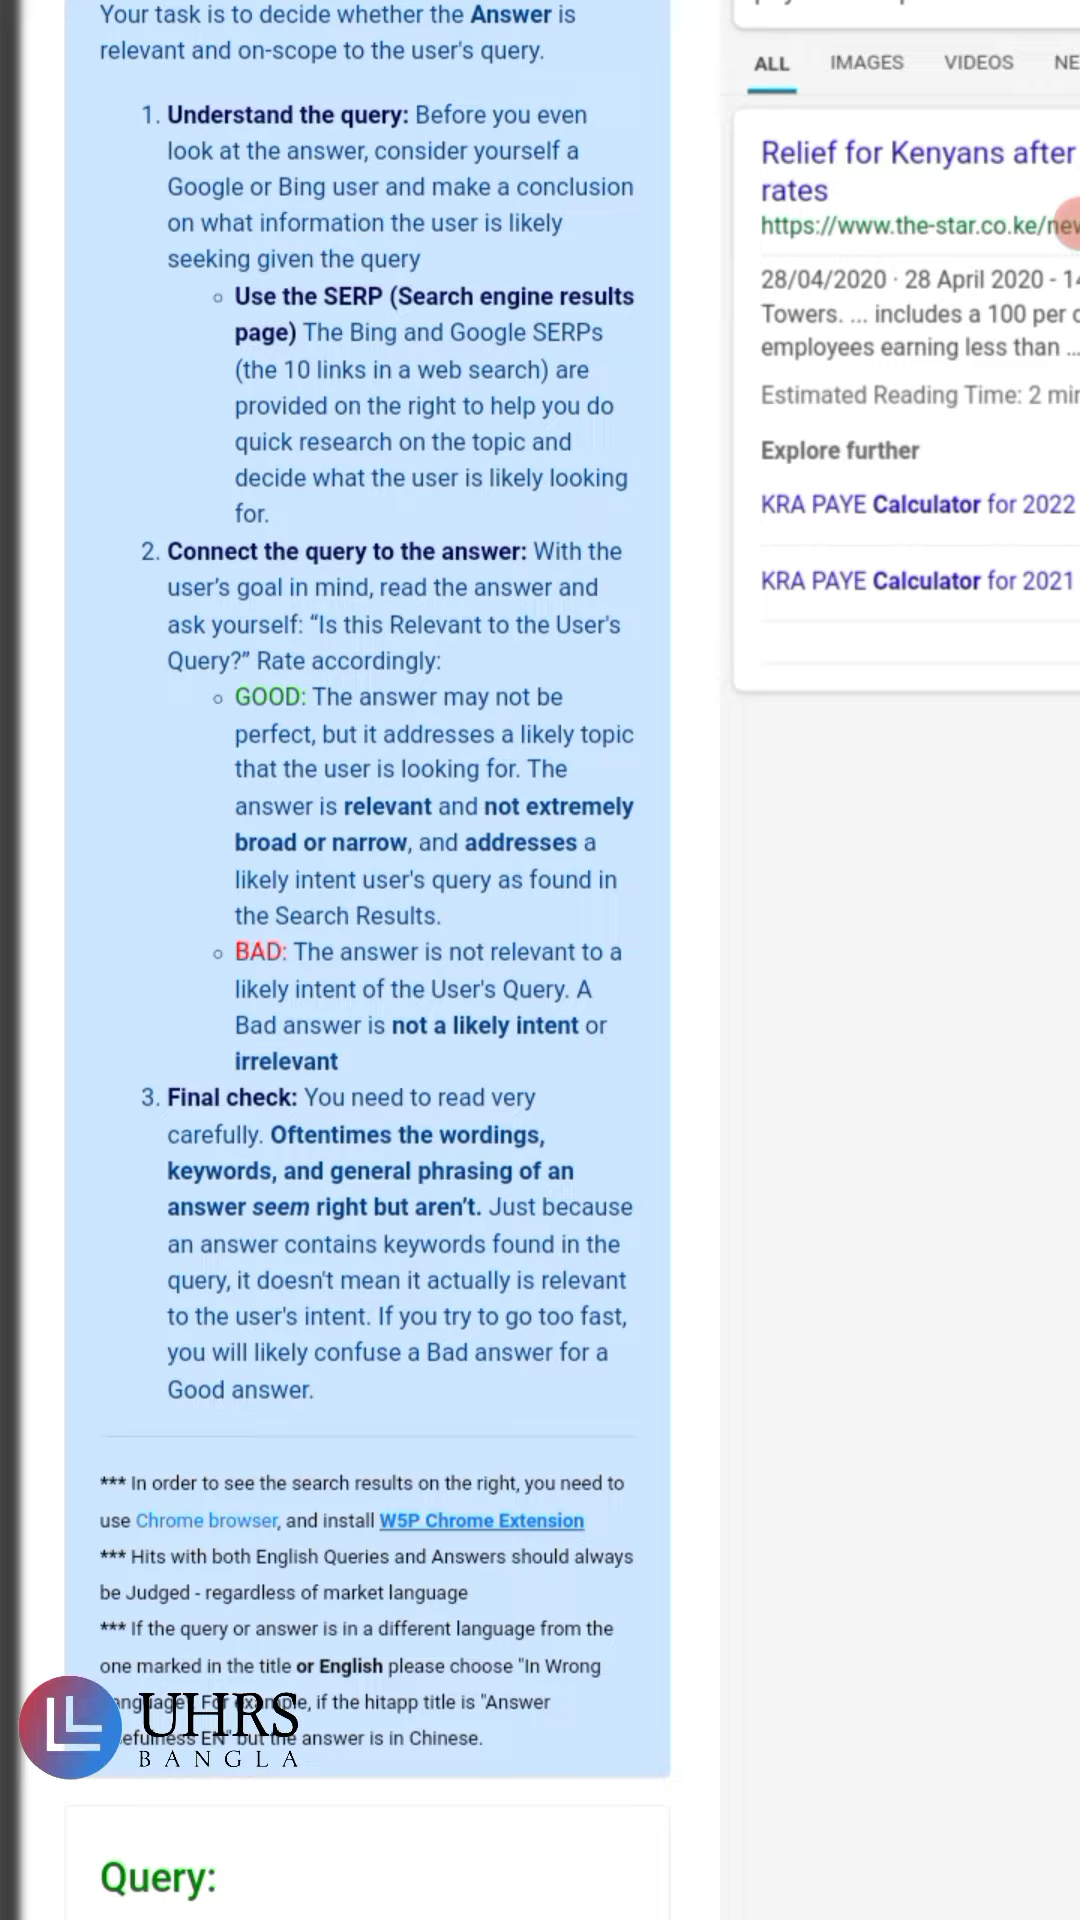 Your task is to decide whether the Answer is
relevant and on-scope to the user's query.
1. Understand the query: Before you even
look at the answer, consider yourself a
Google or Bing user and make a conclusion
on what information the user is likely
seeking given the query
Use the SERP (Search engine results
page) The Bing and Google SERPs
(the 10 links in a web search) are
provided on the right to help you do
quick research on the topic and
decide what the user is likely looking
for.
2. Connect the query to the answer: With the
user's goal in mind, read the answer and
ask yourself: “Is this Relevant to the User's
Query?” Rate accordingly:
GOOD: The answer may not be
perfect, but it addresses a likely topic
that the user is looking for. The
answer is relevant and not extremely
broad or narrow, and addresses a
likely intent user's query as found in
the Search Results.
BAD: The answer is not relevant to a
likely intent of the User's Query. A
Bad answer is not a likely intent or
irrelevant
3. Final check: You need to read very
carefully. Oftentimes the wordings,
keywords, and general phrasing of an
answer seem right but aren't. Just because
an answer contains keywords found in the
query, it doesn't mean it actually is relevant
to the user's intent. If you try to go too fast,
you will likely confuse a Bad answer for a
Good answer.
*** In order to see the search results on the right, you need to
use Chrome browser, and install W5P Chrome Extension
*** Hits with both English Queries and Answers should always
be Judged - regardless of market language
*** If the query or answer is in a different language from the
one marked in the title or English please choose "In Wrong
For example, if the hitapp title is "Answer
EN" but the answer is in Chinese.
UHRS
BANGLA
Query:
ALL IMAGES VIDEOS NE
Relief for Kenyans after
rates
https://www.the-star.co.ke/nev
28/04/2020 · 28 April 2020 - 14
Towers. ... includes a 100 per
employees earning less than ...
Estimated Reading Time: 2 min
Explore further
KRA PAYE Calculator for 2022
KRA PAYE Calculator for 2021